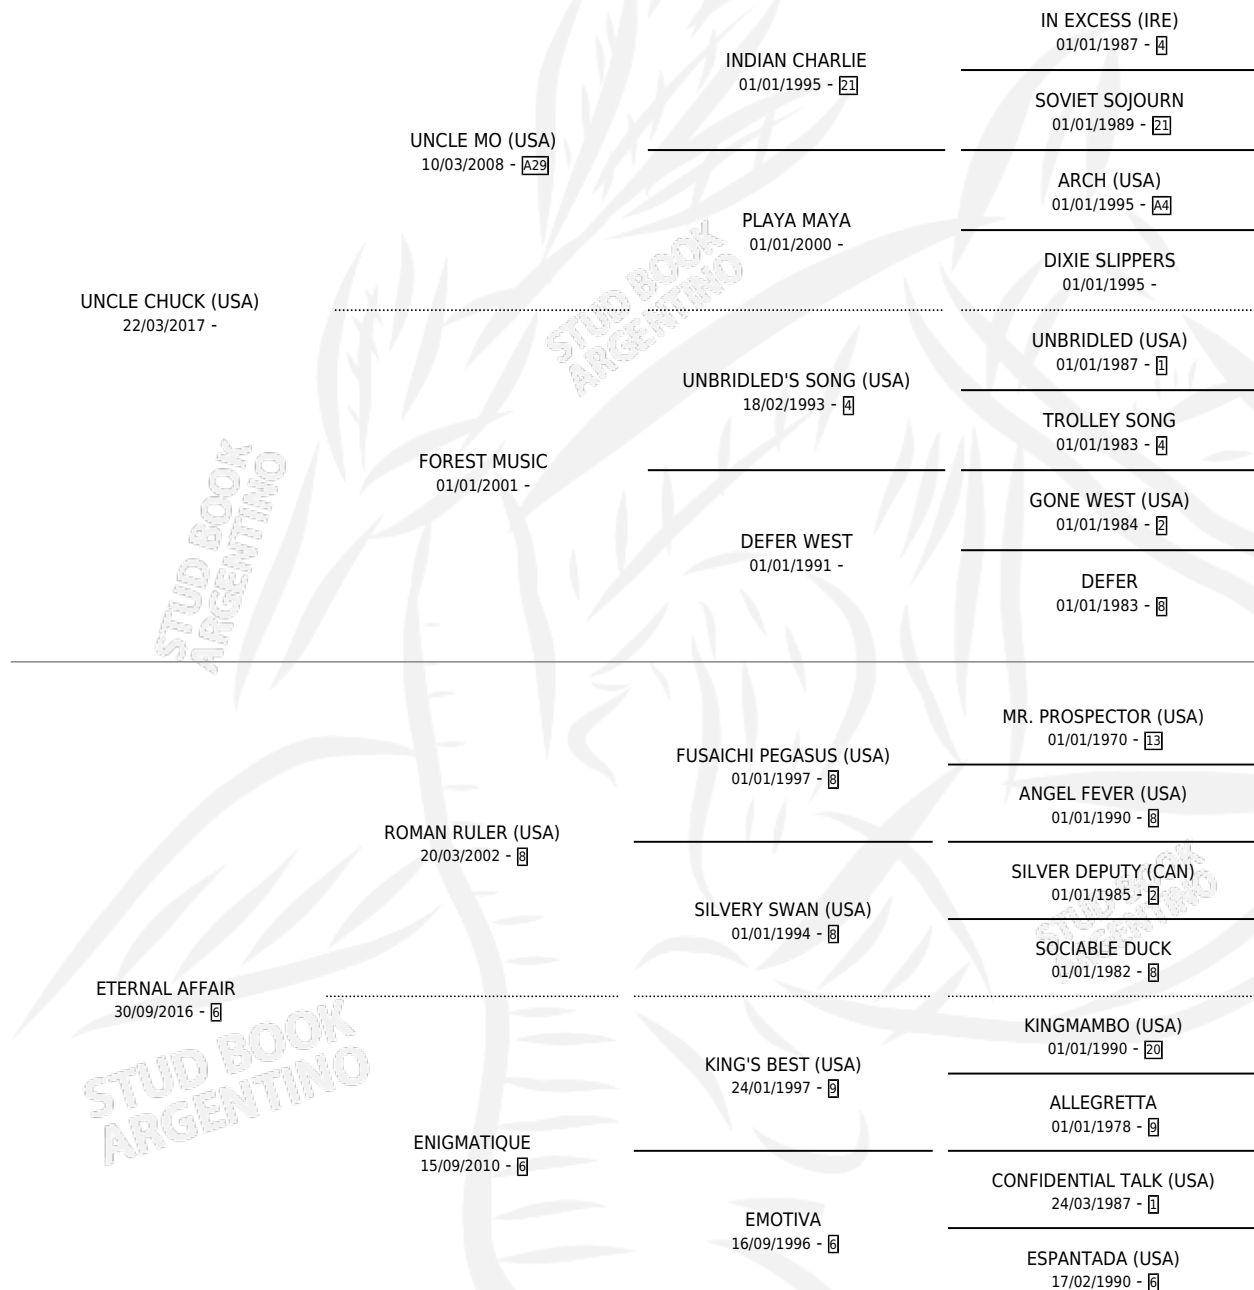 IN EXCESS (IRE)
01/01/1987 - 4
INDIAN CHARLIE
01/01/1995 - 21
SOVIET SOJOURN
01/01/1989 - 21
UNCLE MO (USA)
10/03/2008 - A29
ARCH (USA)
01/01/1995 - A4
PLAYA MAYA
01/01/2000 -
DIXIE SLIPPERS
01/01/1995 -
UNCLE CHUCK (USA)
22/03/2017 -
STUD BOOK
ARGENTINO
UNBRIDLED (USA)
01/01/1987 - 1
UNBRIDLED'S SONG (USA)
18/02/1993 - 4
TROLLEY SONG
01/01/1983 - 4
FOREST MUSIC
01/01/2001 -
GONE WEST (USA)
01/01/1984 - 2
DEFER WEST
01/01/1991 -
DEFER
01/01/1983 - 8
STUD BOOK
ARGENTINO
MR. PROSPECTOR (USA)
01/01/1970 - 13
FUSAICHI PEGASUS (USA)
01/01/1997 - 8
ANGEL FEVER (USA)
01/01/1990 - 8
ROMAN RULER (USA)
20/03/2002 - 8
SILVER DEPUTY (CAN)
01/01/1985 - 2
SILVERY SWAN (USA)
01/01/1994 - 8
SOCIABLE DUCK
01/01/1982 - 8
STUD BOOK
ARGENTINO
ETERNAL AFFAIR
30/09/2016 - 6
KINGMAMBO (USA)
01/01/1990 - 20
KING'S BEST (USA)
24/01/1997 - 9
ALLEGRETTA
01/01/1978 - 9
STUD BOOK
ARGENTINO
ENIGMATIQUE
15/09/2010 - 6
CONFIDENTIAL TALK (USA)
24/03/1987 - 1
EMOTIVA
16/09/1996 - 6
ESPANTADA (USA)
17/02/1990 - 6